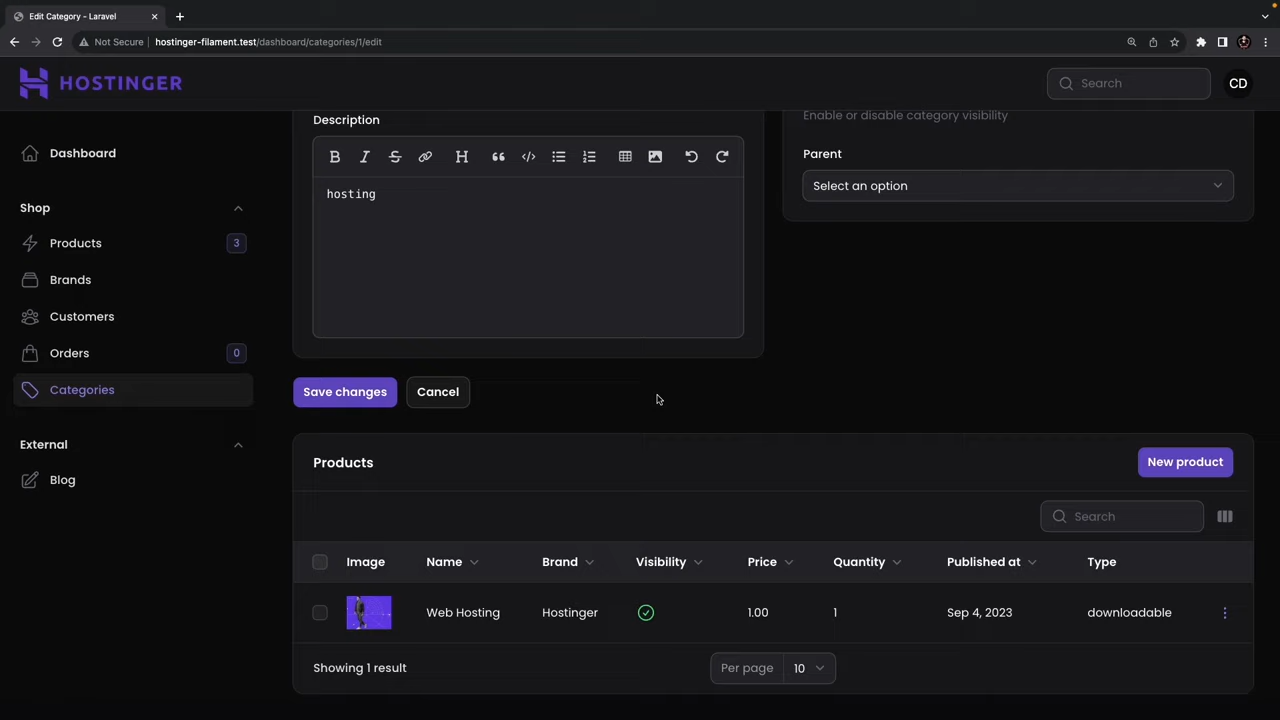 Edit Category - Laravel
Not Secure hostinger-filament.test/dashboard/categories/1/edit
HOSTINGER
Search
CD
Dashboard
Shop
Products 3
Brands
Customers
Orders 0
Categories
External
Blog
Description
hosting
Enable or disable category visibility
Parent
Select an option
Save changes Cancel
Products
New product
Search
Image Name Brand Visibility Price Quantity Published at Type
Web Hosting Hostinger 1.00 1 Sep 4, 2023 downloadable
Showing 1 result
Per page 10